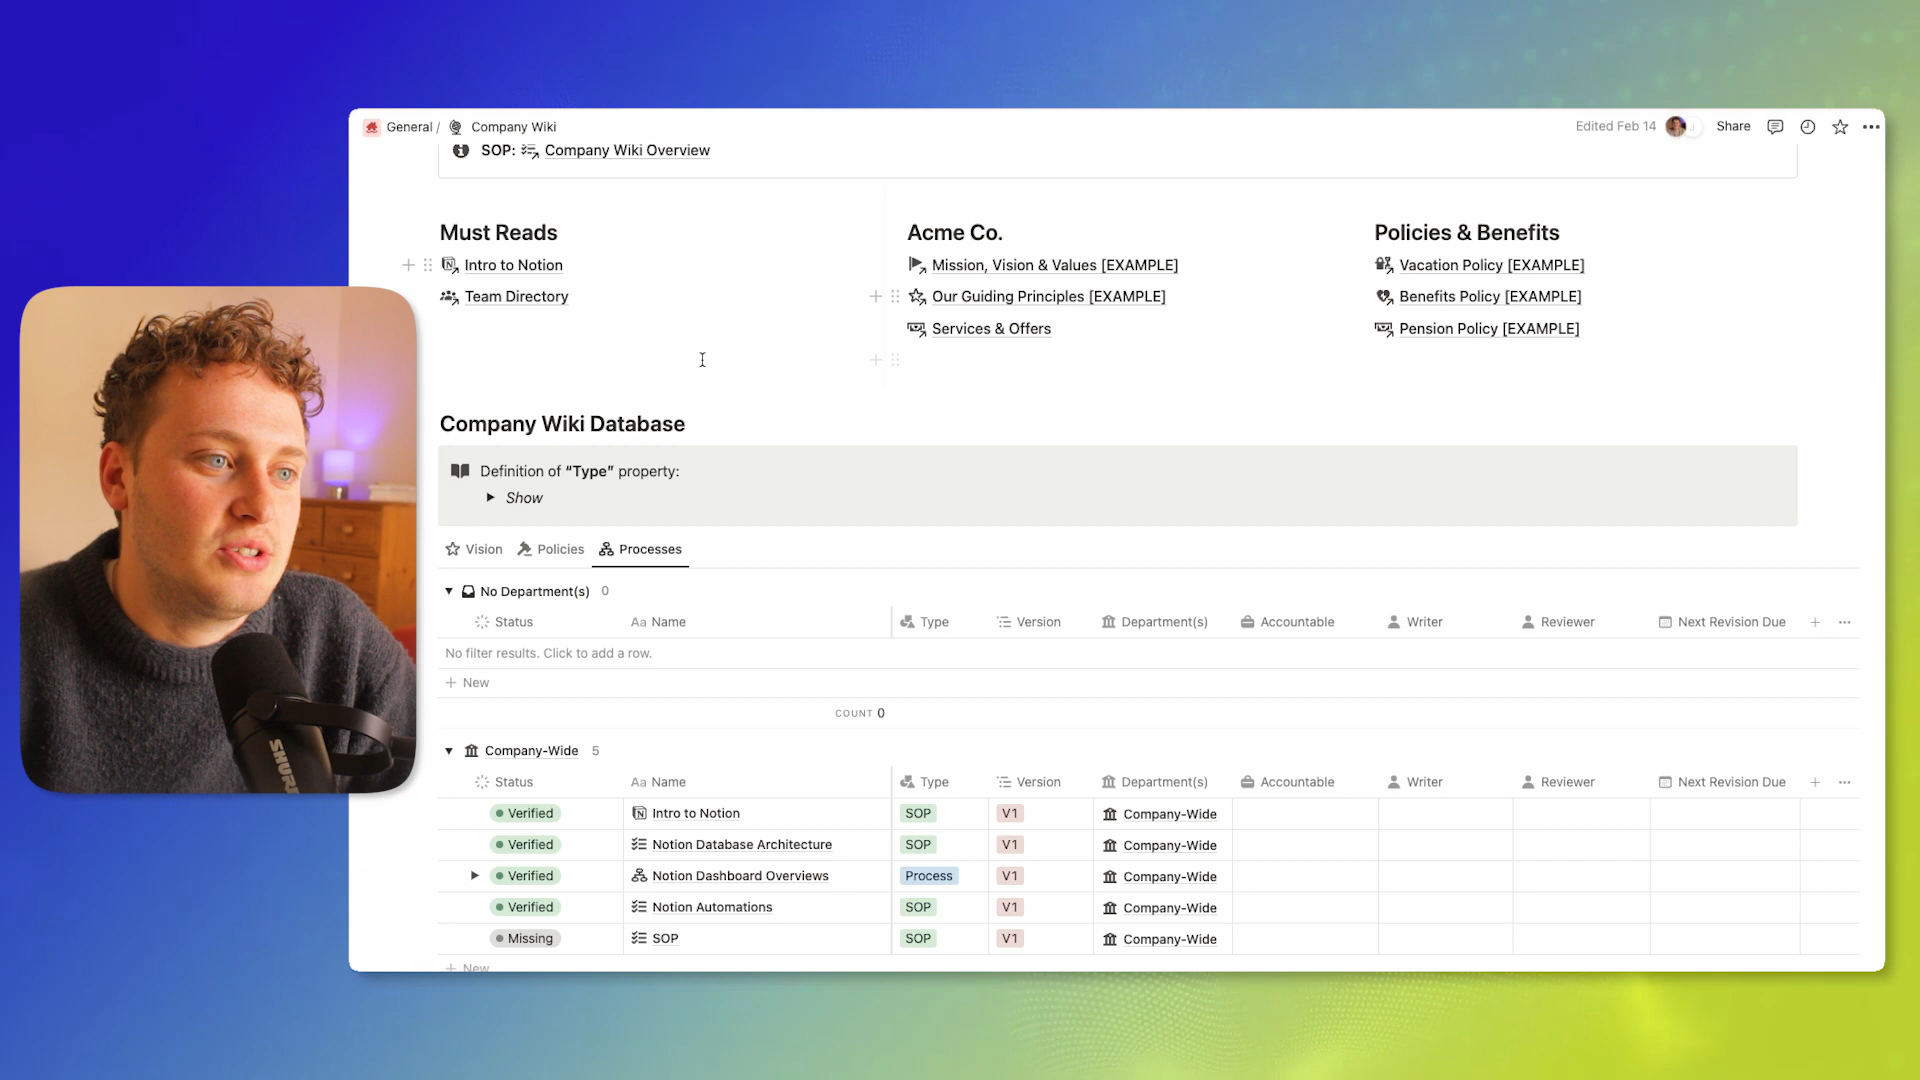 General / Company Wiki
Edited Feb 14
Share
SOP: Company Wiki Overview
Must Reads
Intro to Notion
Team Directory
Acme Co.
Mission, Vision & Values [EXAMPLE]
Our Guiding Principles [EXAMPLE]
Services & Offers
Policies & Benefits
Vacation Policy [EXAMPLE]
Benefits Policy [EXAMPLE]
Pension Policy [EXAMPLE]
Company Wiki Database
Definition of “Type” property:
Show
Vision Policies Processes
No Department(s) 0
Status Aa Name Type Version Department(s) Accountable Writer Reviewer Next Revision Due
No filter results. Click to add a row.
+ New
COUNT 0
Company-Wide 5
Status Aa Name Type Version Department(s) Accountable Writer Reviewer Next Revision Due
Verified Intro to Notion SOP V1 Company-Wide
Verified Notion Database Architecture SOP V1 Company-Wide
Verified Notion Dashboard Overviews Process V1 Company-Wide
Verified Notion Automations SOP V1 Company-Wide
Missing SOP SOP V1 Company-Wide
+ New
SHURE